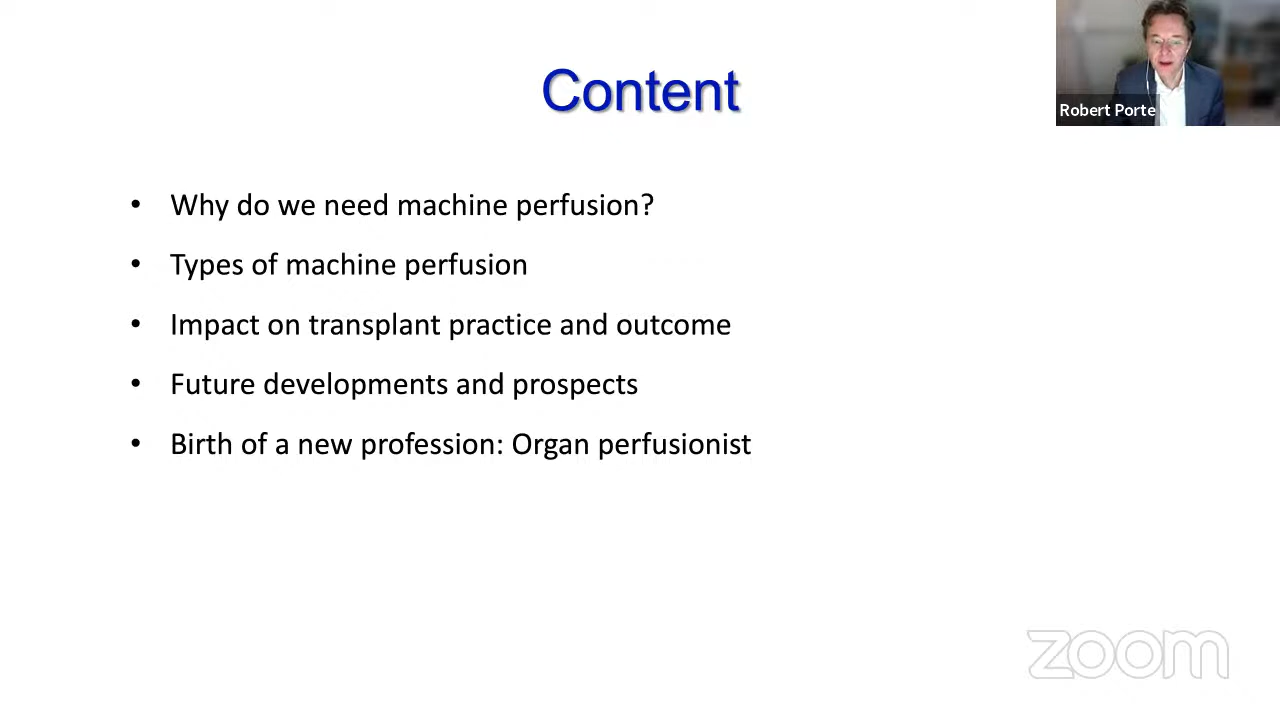 Content
Robert Porte
• Why do we need machine perfusion?
• Types of machine perfusion
• Impact on transplant practice and outcome
• Future developments and prospects
• Birth of a new profession: Organ perfusionist
zoom